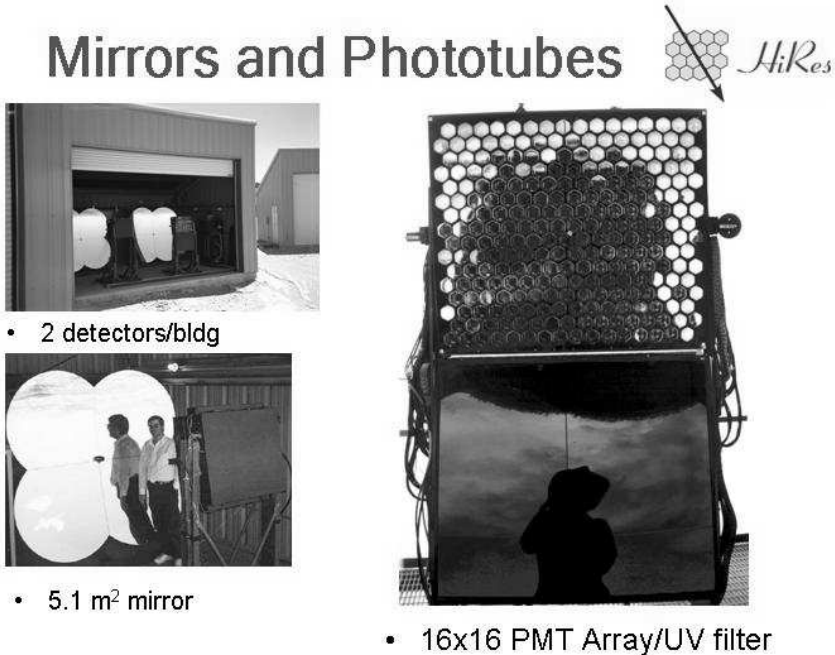 Mirrors and Phototubes
HiRes
• 2 detectors/bldg
• 5.1 m² mirror
• 16x16 PMT Array/UV filter